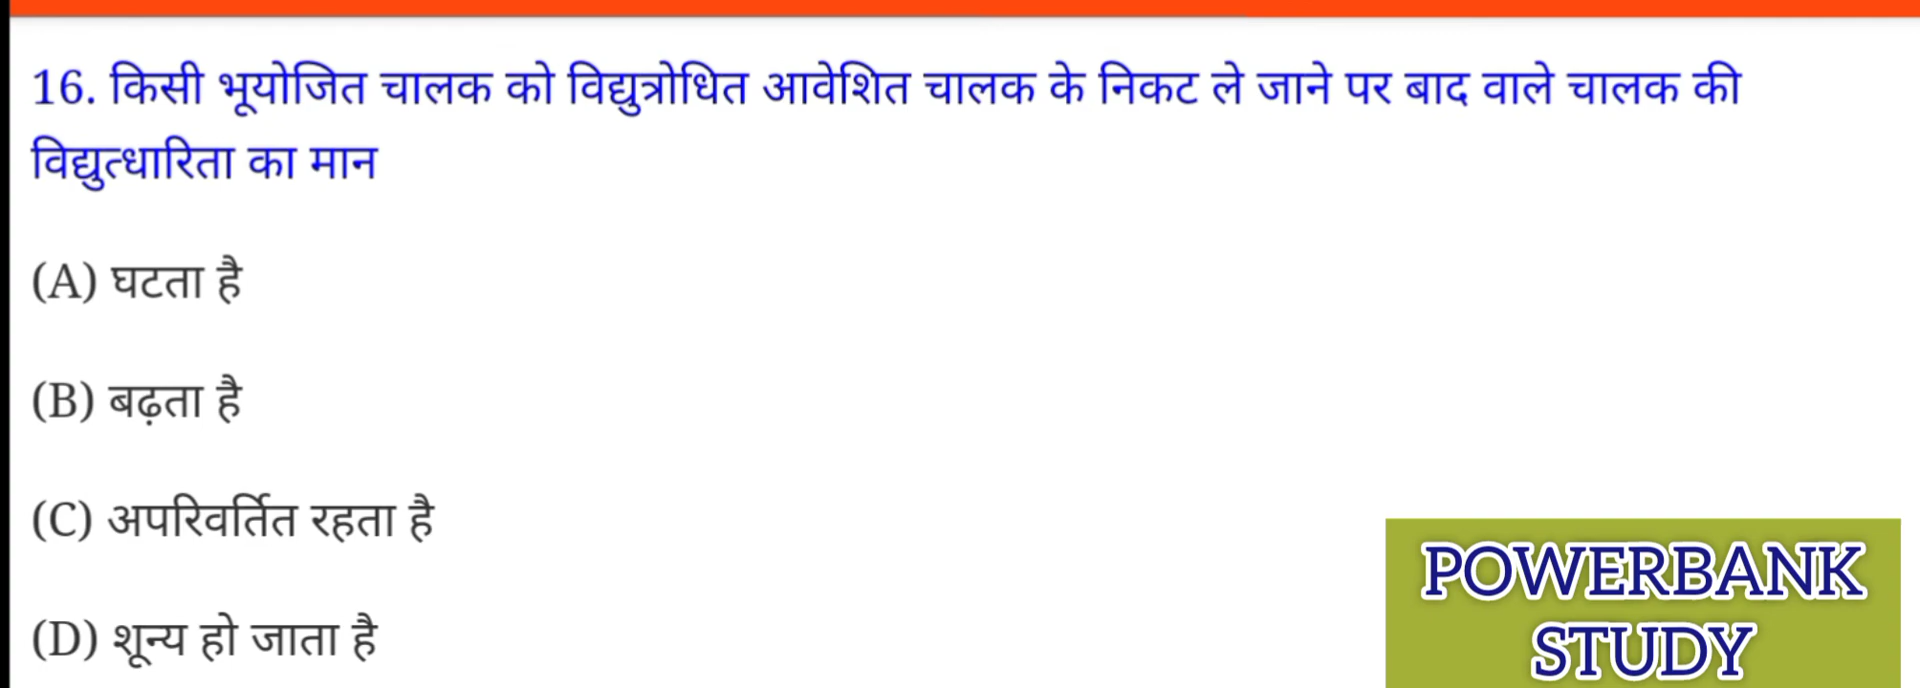 16. किसी भूयोजित चालक को विद्युत्रोधित आवेशित चालक के निकट ले जाने पर बाद वाले चालक की
विद्युत्धारिता का मान
(A) घटता है
(B) बढ़ता है
(C) अपरिवर्तित रहता है
(D) शून्य हो जाता है
POWERBANK
STUDY